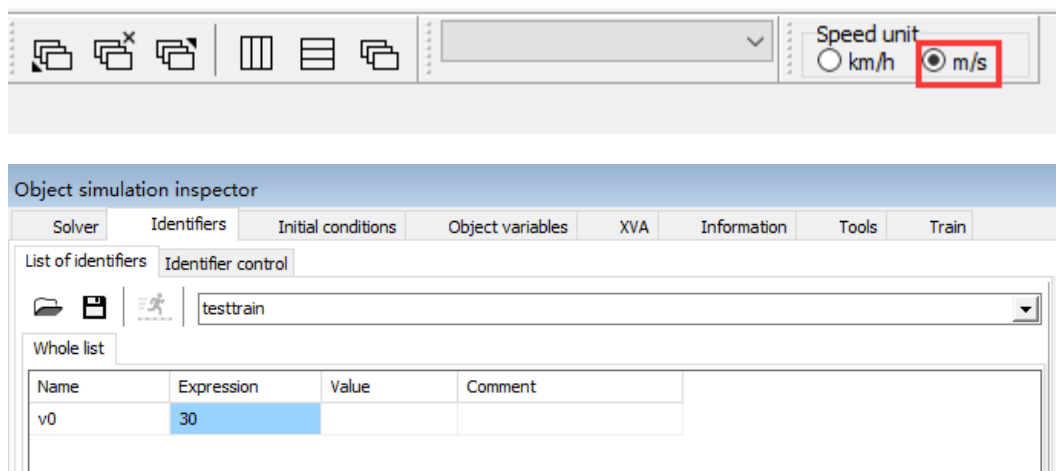 Speed unit
km/h m/s
Object simulation inspector
Solver Identifiers Initial conditions Object variables XVA Information Tools Train
List of identifiers Identifier control
testtrain
Whole list
Name Expression Value Comment
v0 30